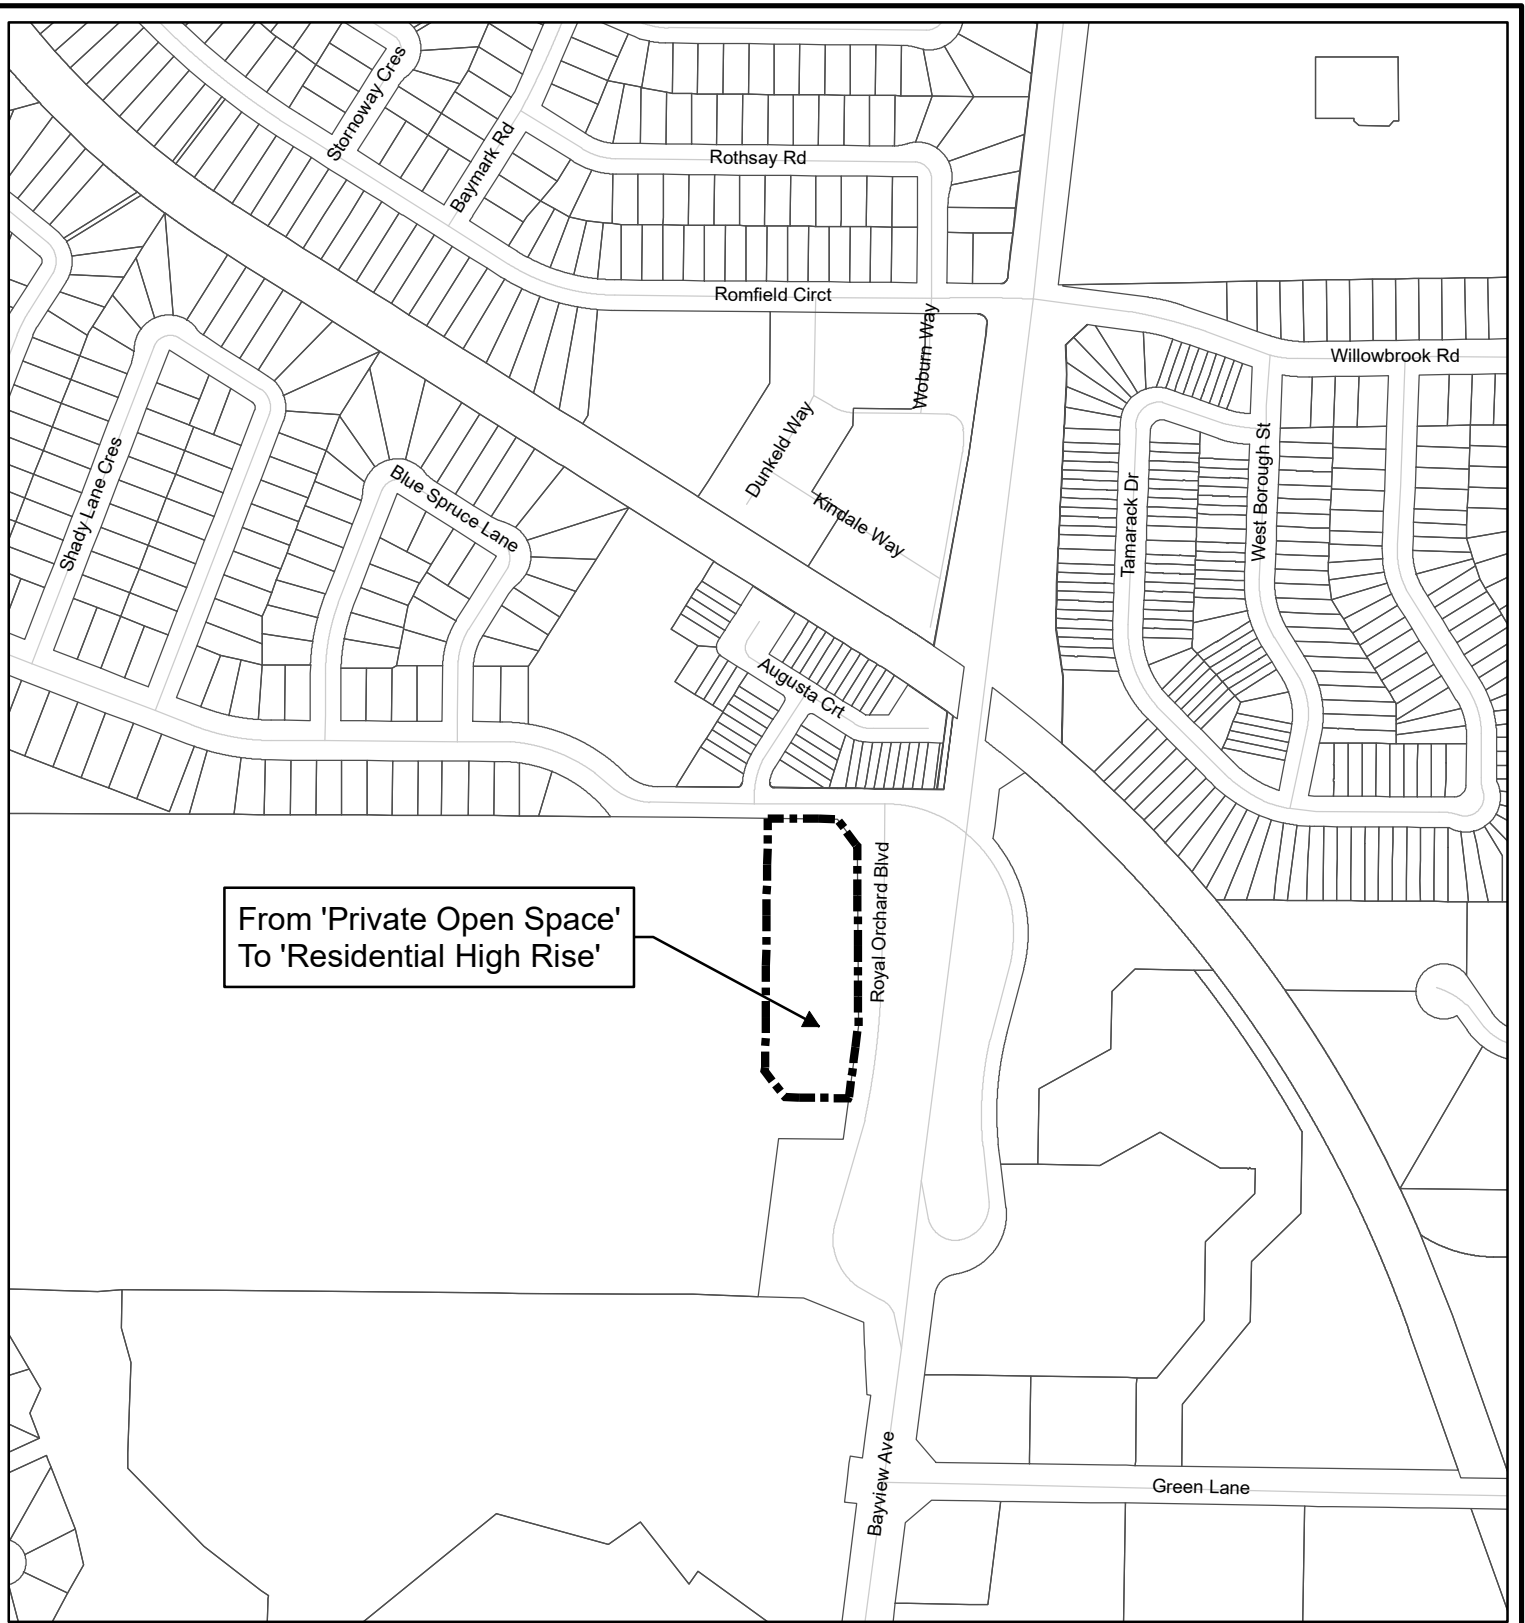 Stornoway Cres
Baymark Rd
Rothsay Rd
Romfield Circt
Woburn Way
Willowbrook Rd
Dunkeld Way
Kindale Way
Shady Lane Cres
Blue Spruce Lane
Tamarack Dr
West Borough St
Augusta Crt
Royal Orchard Blvd
From 'Private Open Space'
To 'Residential High Rise'
Bayview Ave
Green Lane